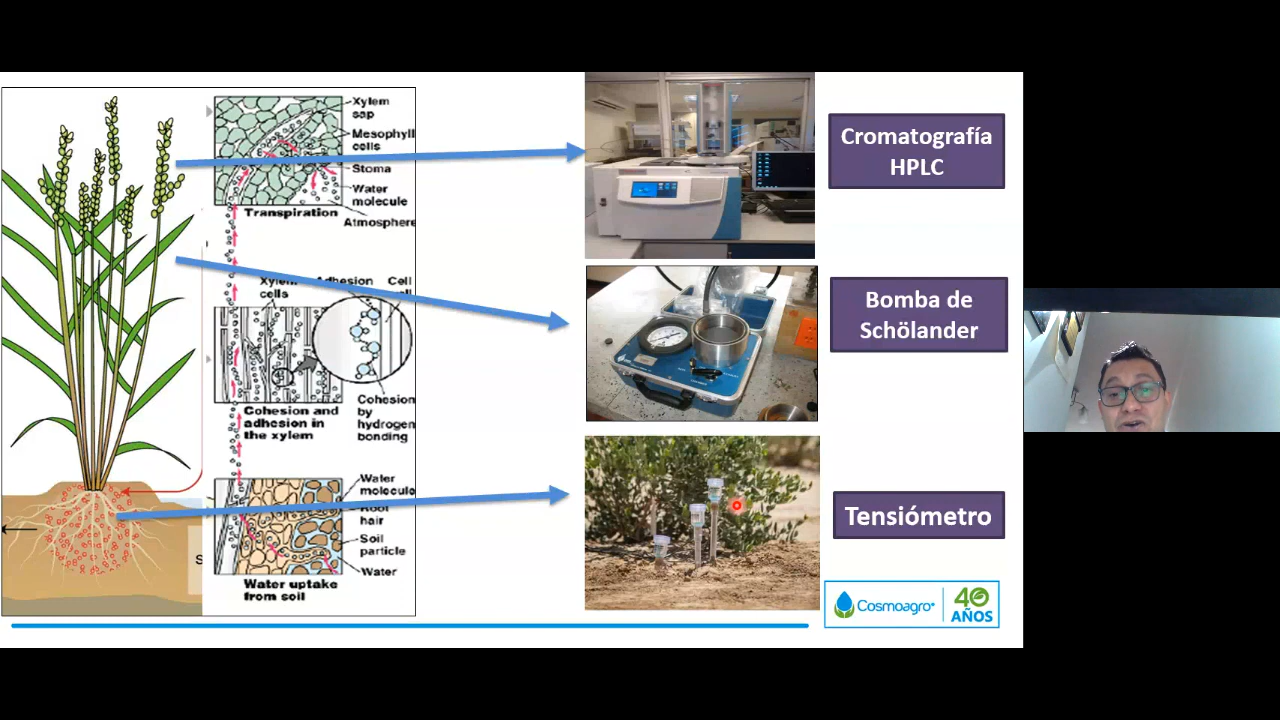 Xylem
sap
Mesophyll
cells
Stoma
Water
molecule
Atmosphere
Transpiration
Xylem
cells
Adhesion
Cell
Cohesion and
adhesion in
the xylem
Cohesion
by
hydrogen
bonding
Water
molecule
Root
hair
Soil
particle
Water
Water uptake
from soil
S
Cromatografía
HPLC
Bomba de
Schölander
Tensiómetro
Cosmoagro
40
AÑOS